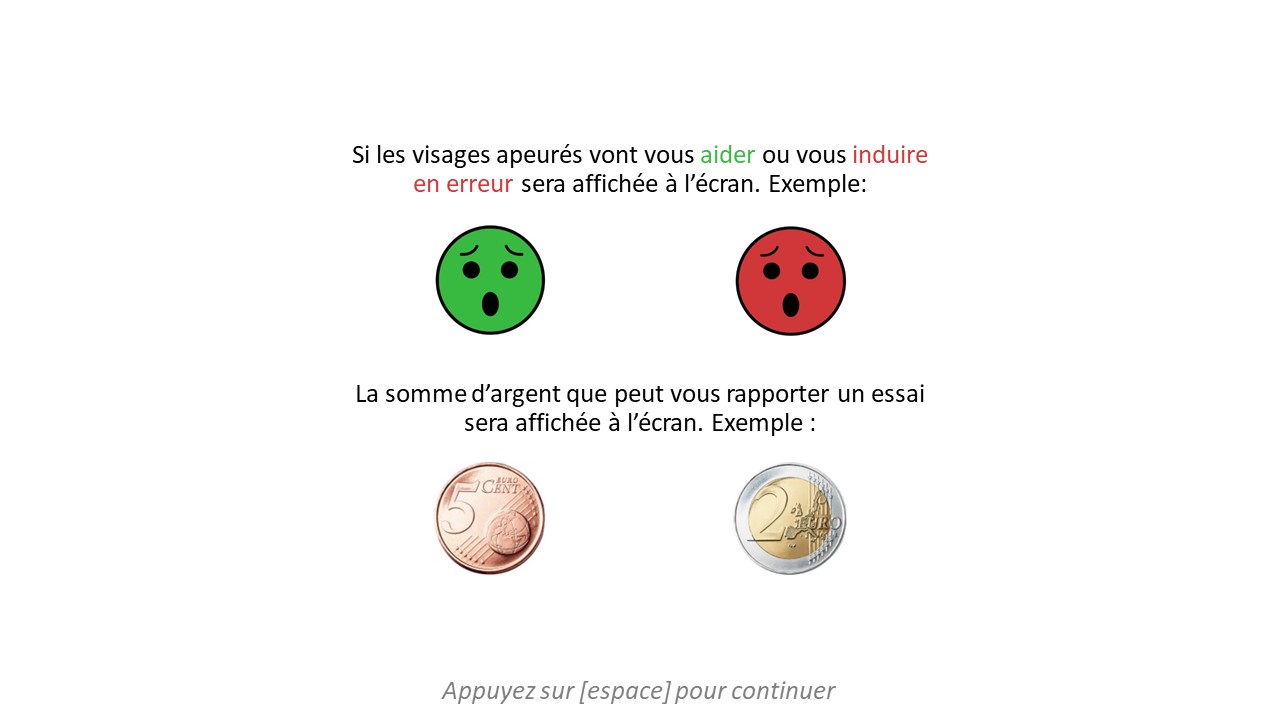 Si les visages apeurés vont vous aider ou vous induire
en erreur sera affichée à l’écran. Exemple:
La somme d’argent que peut vous rapporter un essai
sera affichée à l’écran. Exemple :
5 EURO CENT
2 EURO
Appuyez sur [espace] pour continuer